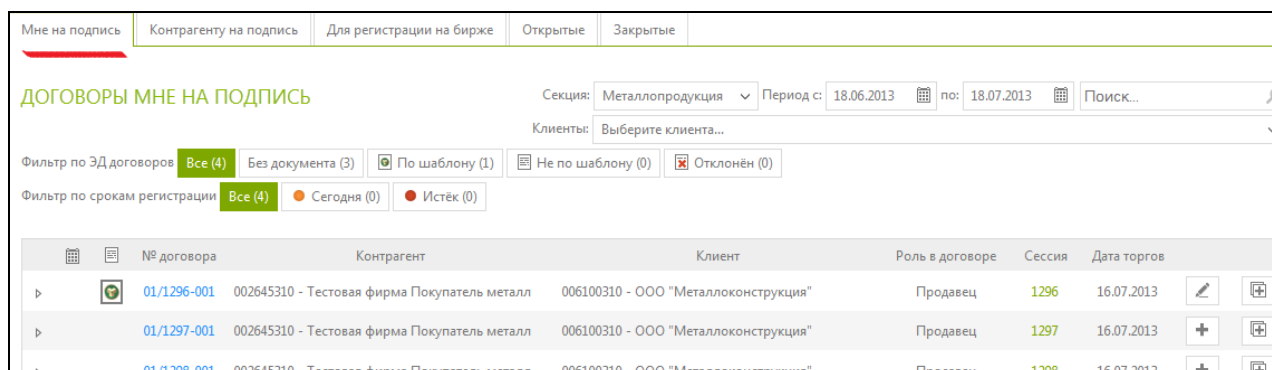 Мне на подпись Контрагенту на подпись Для регистрации на бирже Открытые Закрытые
ДОГОВОРЫ МНЕ НА ПОДПИСЬ Секция: Металлопродукция Период с: 18.06.2013 по: 18.07.2013 Поиск...
Клиенты: Выберите клиента...
Фильтр по ЭД договоров Все (4) Без документа (3) По шаблону (1) Не по шаблону (0) Отклонён (0)
Фильтр по срокам регистрации Все (4) Сегодня (0) Истёк (0)
№ договора Контрагент Клиент Роль в договоре Сессия Дата торгов
01/1296-001 002645310 - Тестовая фирма Покупатель металл 006100310 - ООО "Металлоконструкция" Продавец 1296 16.07.2013
01/1297-001 002645310 - Тестовая фирма Покупатель металл 006100310 - ООО "Металлоконструкция" Продавец 1297 16.07.2013